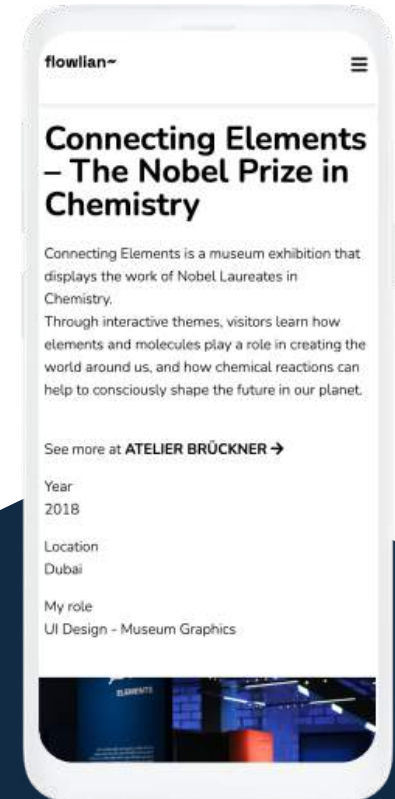 flowlian~
Connecting Elements
– The Nobel Prize in
Chemistry
Connecting Elements is a museum exhibition that
displays the work of Nobel Laureates in
Chemistry.
Through interactive themes, visitors learn how
elements and molecules play a role in creating the
world around us, and how chemical reactions can
help to consciously shape the future in our planet.
See more at ATELIER BRÜCKNER →
Year
2018
Location
Dubai
My role
UI Design - Museum Graphics
ELEMENTS